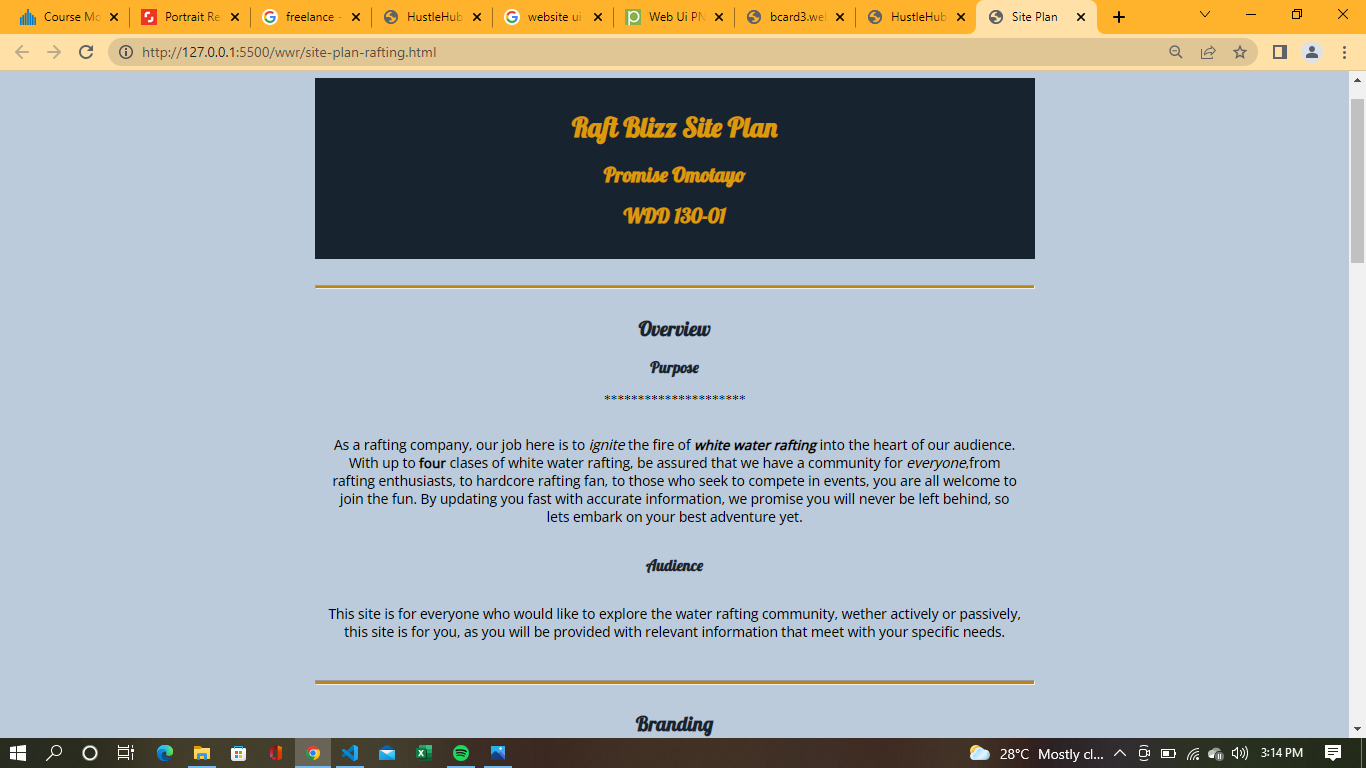 Course Mo
Portrait Re
freelance -
HustleHub
website ui
Web Ui PN
bcard3.wel
HustleHub
Site Plan
http://127.0.0.1:5500/wwr/site-plan-rafting.html
Raft Blizz Site Plan
Promise Omotayo
WDD 130-01
Overview
Purpose
*********************
As a rafting company, our job here is to ignite the fire of white water rafting into the heart of our audience.
With up to four clases of white water rafting, be assured that we have a community for everyone,from
rafting enthusiasts, to hardcore rafting fan, to those who seek to compete in events, you are all welcome to
join the fun. By updating you fast with accurate information, we promise you will never be left behind, so
lets embark on your best adventure yet.
Audience
This site is for everyone who would like to explore the water rafting community, wether actively or passively,
this site is for you, as you will be provided with relevant information that meet with your specific needs.
Branding
28°C Mostly cl...
3:14 PM